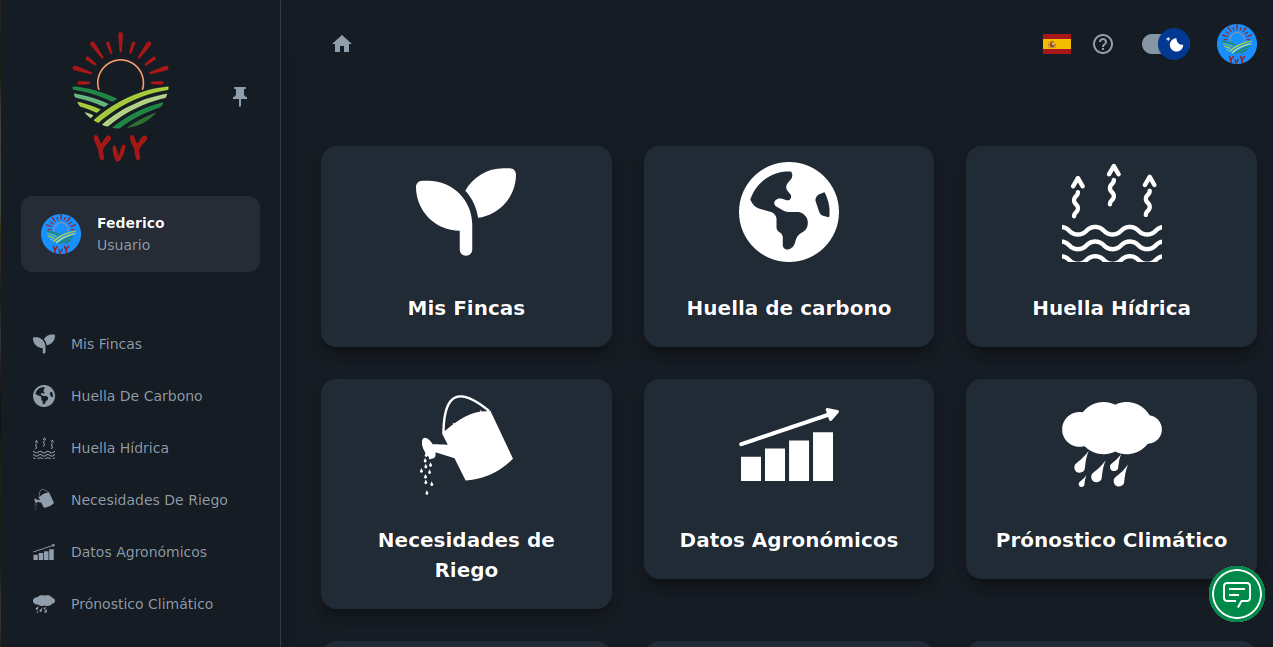 YvY
Federico
Usuario
Mis Fincas
Huella De Carbono
Huella Hídrica
Necesidades De Riego
Datos Agronómicos
Prónostico Climático
Mis Fincas
Huella de carbono
Huella Hídrica
Necesidades de
Riego
Datos Agronómicos
Prónostico Climático